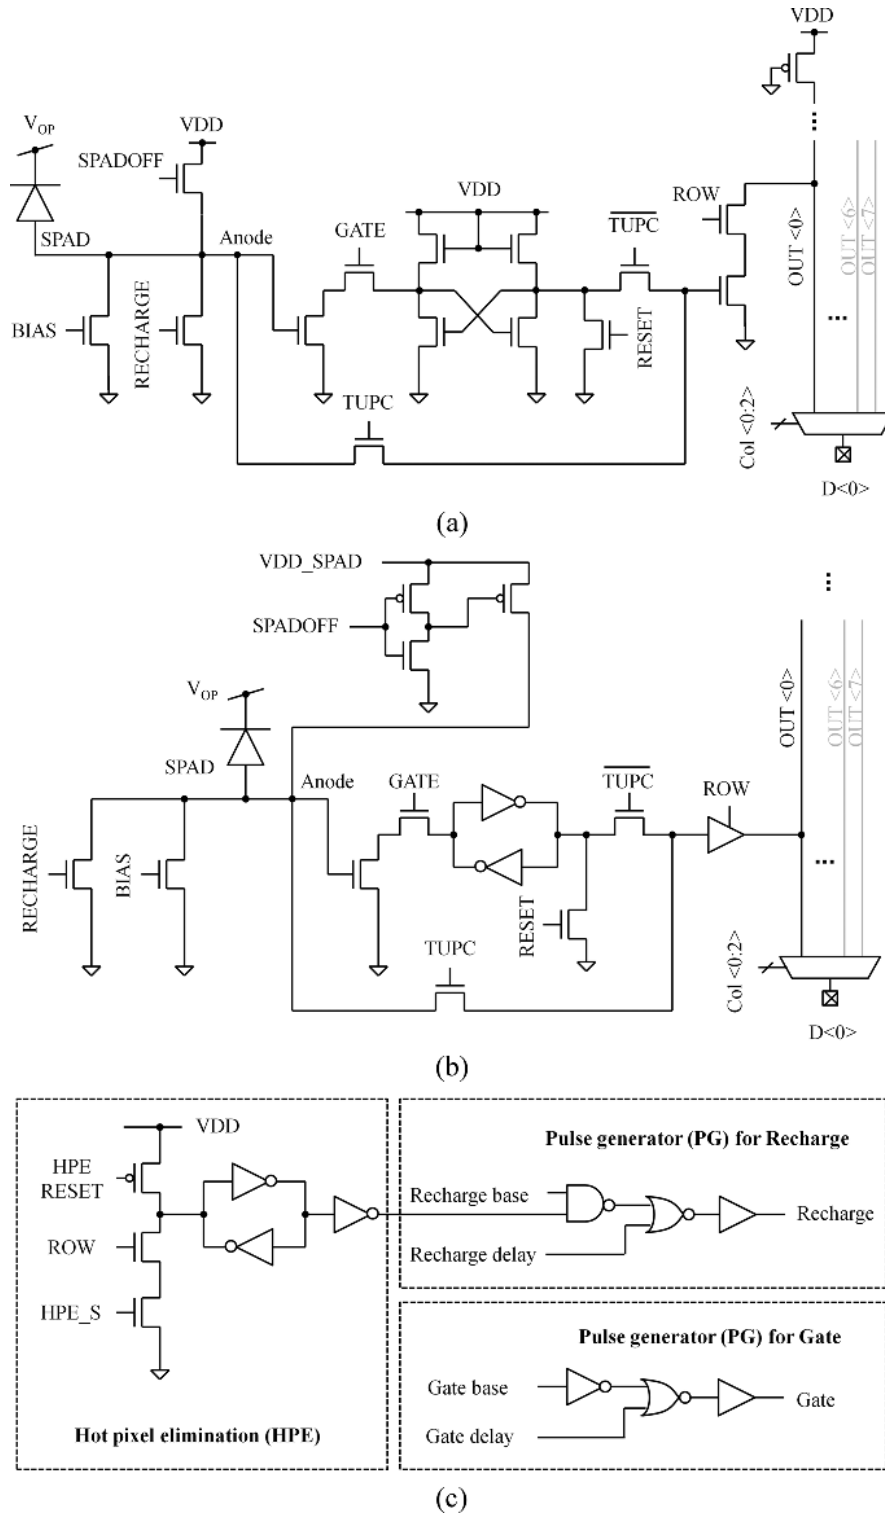 VDD
V_OP
VDD
SPADOFF
VDD
ROW
TUPC
SPAD
Anode
GATE
OUT <0>
OUT <6>
OUT <7>
...
...
BIAS
RECHARGE
RESET
TUPC
Col <0:2>
D<0>
(a)
VDD_SPAD
...
SPADOFF
V_OP
OUT <0>
OUT <6>
OUT <7>
SPAD
Anode
GATE
TUPC
ROW
RECHARGE
BIAS
...
RESET
TUPC
Col <0:2>
D<0>
(b)
VDD
HPE
RESET
ROW
HPE_S
Hot pixel elimination (HPE)
Pulse generator (PG) for Recharge
Recharge base
Recharge
Recharge delay
Pulse generator (PG) for Gate
Gate base
Gate
Gate delay
(c)